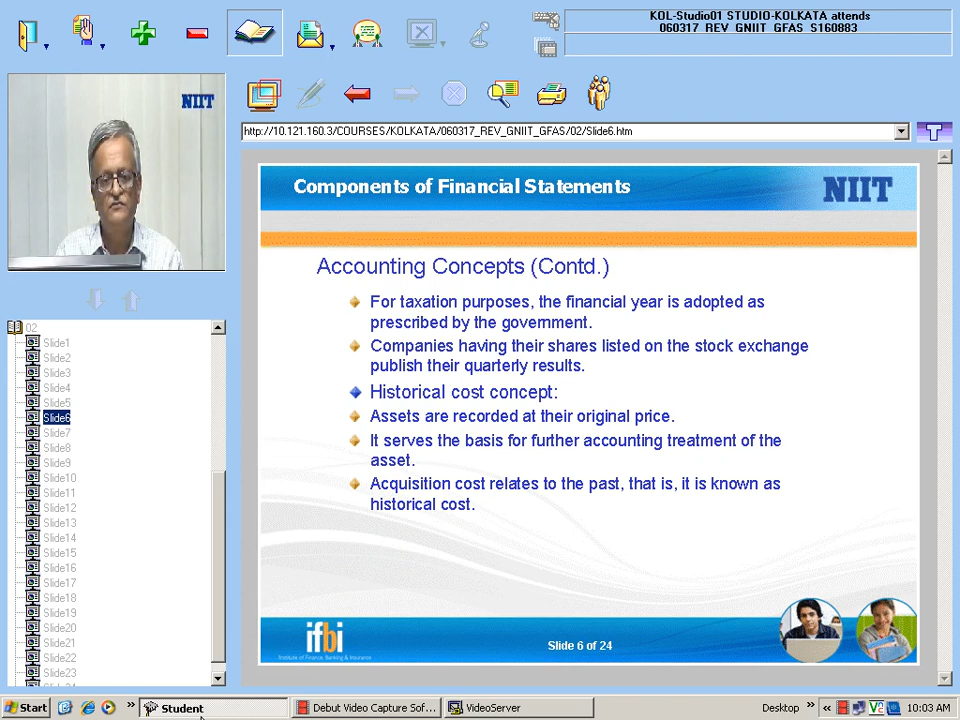 KOL-Studio01 STUDIO-KOLKATA attends
060317_REV_GNIIT_GFAS_S160883
NIIT
http://10.121.160.3/COURSES/KOLKATA/060317_REV_GNIIT_GFAS/02/Slide6.htm
T
Components of Financial Statements
NIIT
Accounting Concepts (Contd.)
For taxation purposes, the financial year is adopted as
prescribed by the government.
Companies having their shares listed on the stock exchange
publish their quarterly results.
Historical cost concept:
Assets are recorded at their original price.
It serves the basis for further accounting treatment of the
asset.
Acquisition cost relates to the past, that is, it is known as
historical cost.
ifbi
Institute of Finance, Banking & Insurance
Slide 6 of 24
02
Slide1
Slide2
Slide3
Slide4
Slide5
Slide6
Slide7
Slide8
Slide9
Slide10
Slide11
Slide12
Slide13
Slide14
Slide15
Slide16
Slide17
Slide18
Slide19
Slide20
Slide21
Slide22
Slide23
Start
Student
Debut Video Capture Sof...
VideoServer
Desktop
10:03 AM